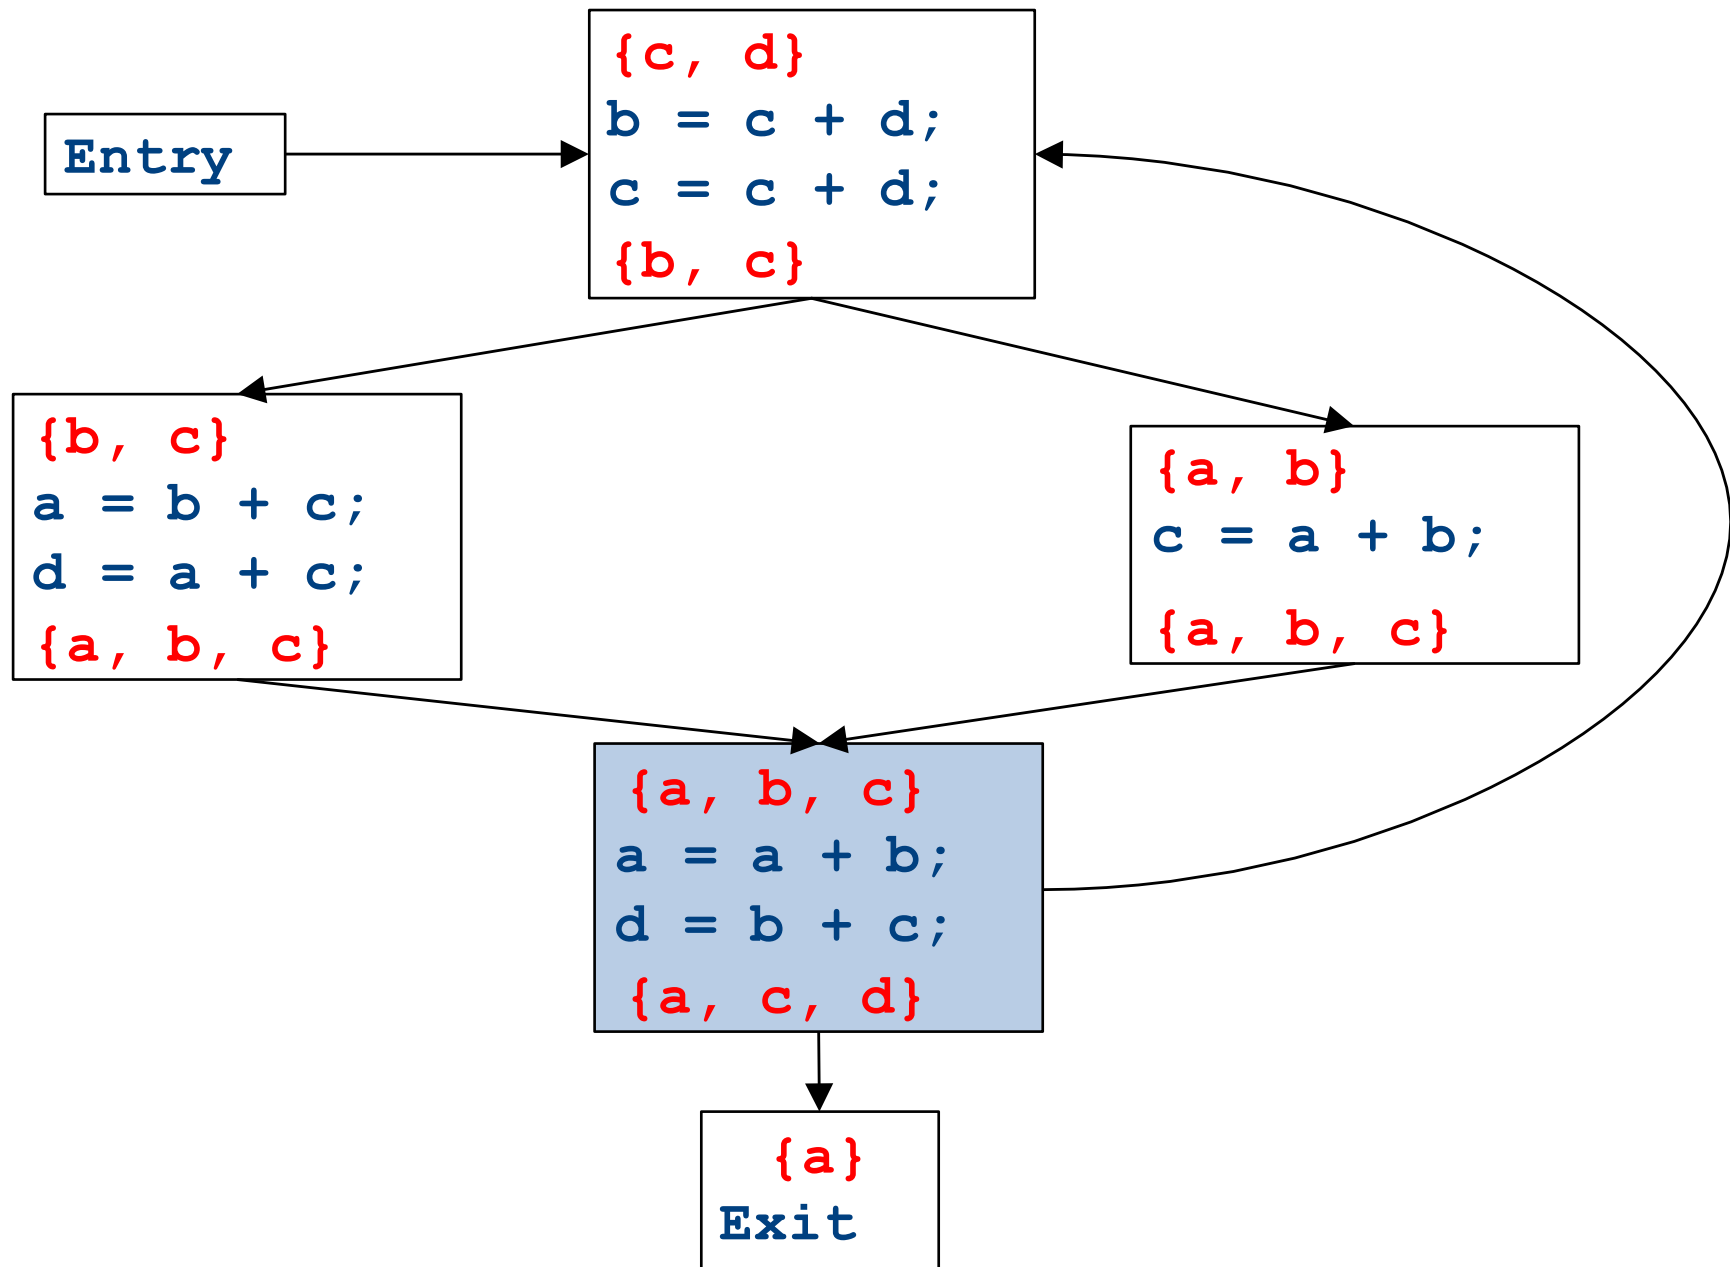 {c, d}
b = c + d;
c = c + d;
{b, c}
Entry
{b, c}
a = b + c;
d = a + c;
{a, b, c}
{a, b}
c = a + b;
{a, b, c}
{a, b, c}
a = a + b;
d = b + c;
{a, c, d}
{a}
Exit